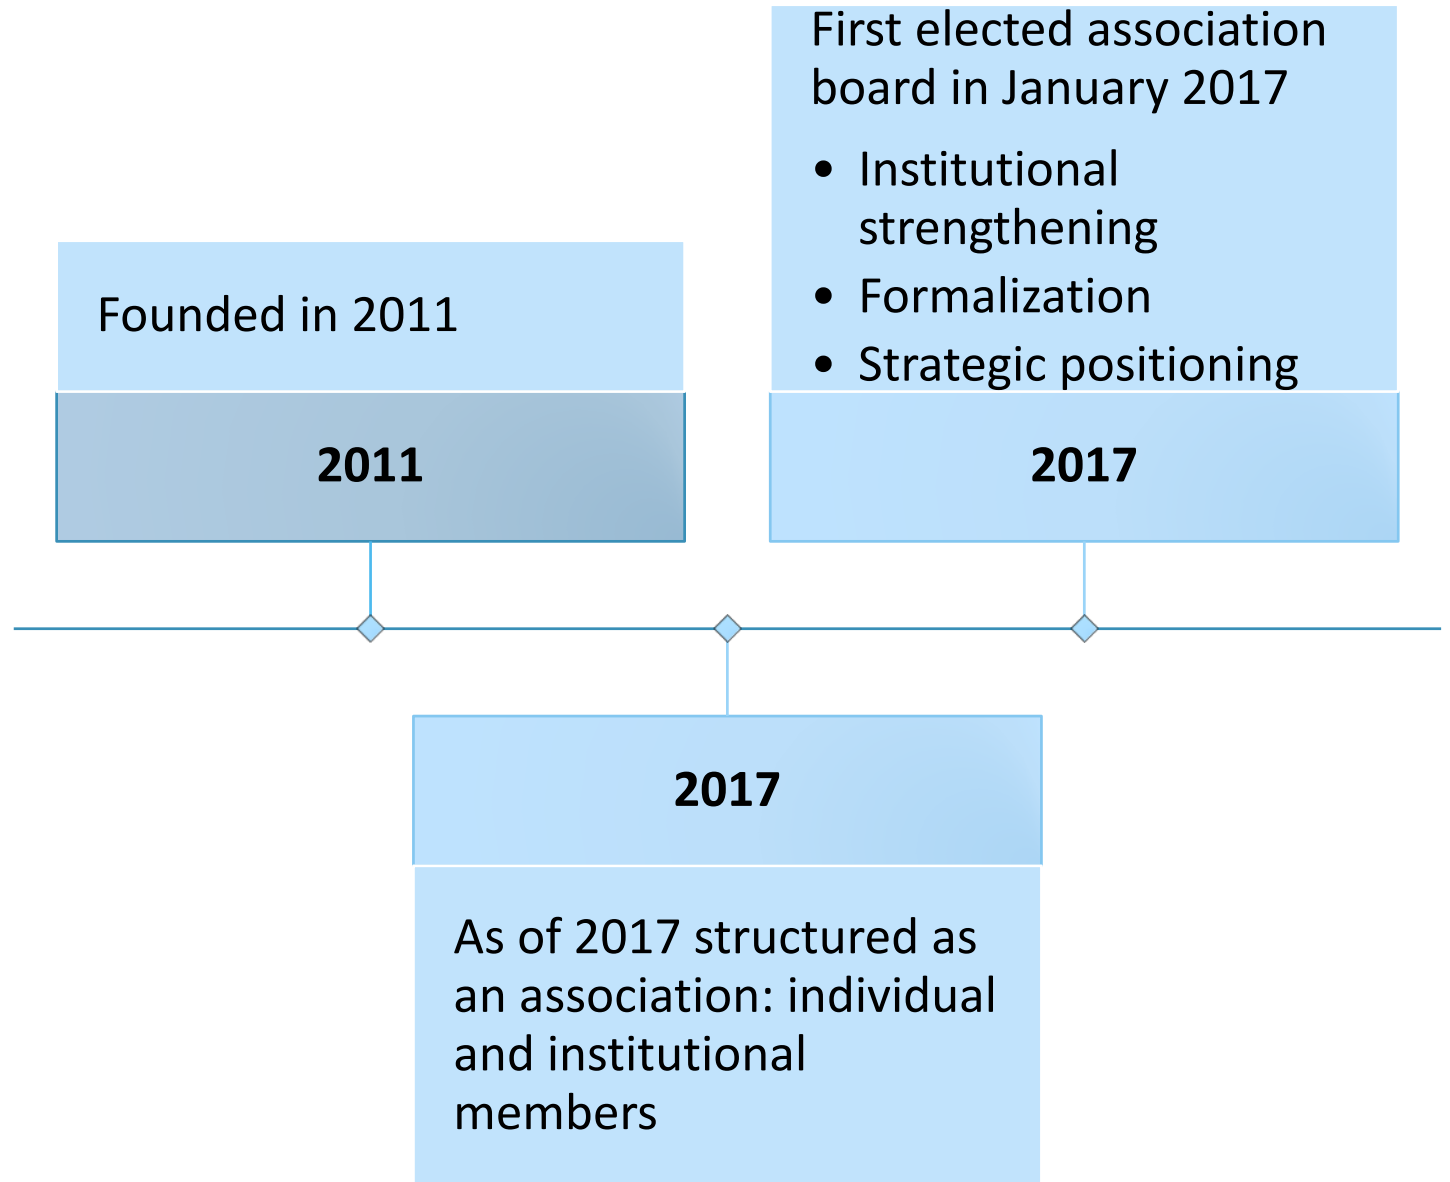 Founded in 2011
2011
First elected association
board in January 2017
• Institutional
strengthening
• Formalization
• Strategic positioning
2017
2017
As of 2017 structured as
an association: individual
and institutional
members